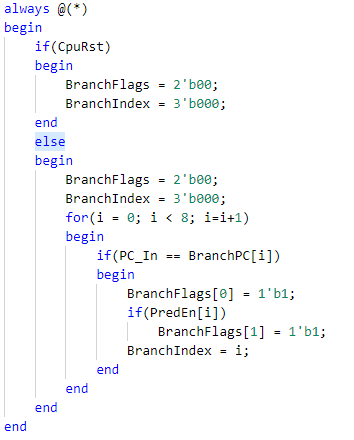 always @(*)
begin
    if(CpuRst)
    begin
        BranchFlags = 2'b00;
        BranchIndex = 3'b000;
    end
    else
    begin
        BranchFlags = 2'b00;
        BranchIndex = 3'b000;
        for(i = 0; i < 8; i=i+1)
        begin
            if(PC_In == BranchPC[i])
            begin
                BranchFlags[0] = 1'b1;
                if(PredEn[i])
                    BranchFlags[1] = 1'b1;
                BranchIndex = i;
            end
        end
    end
end